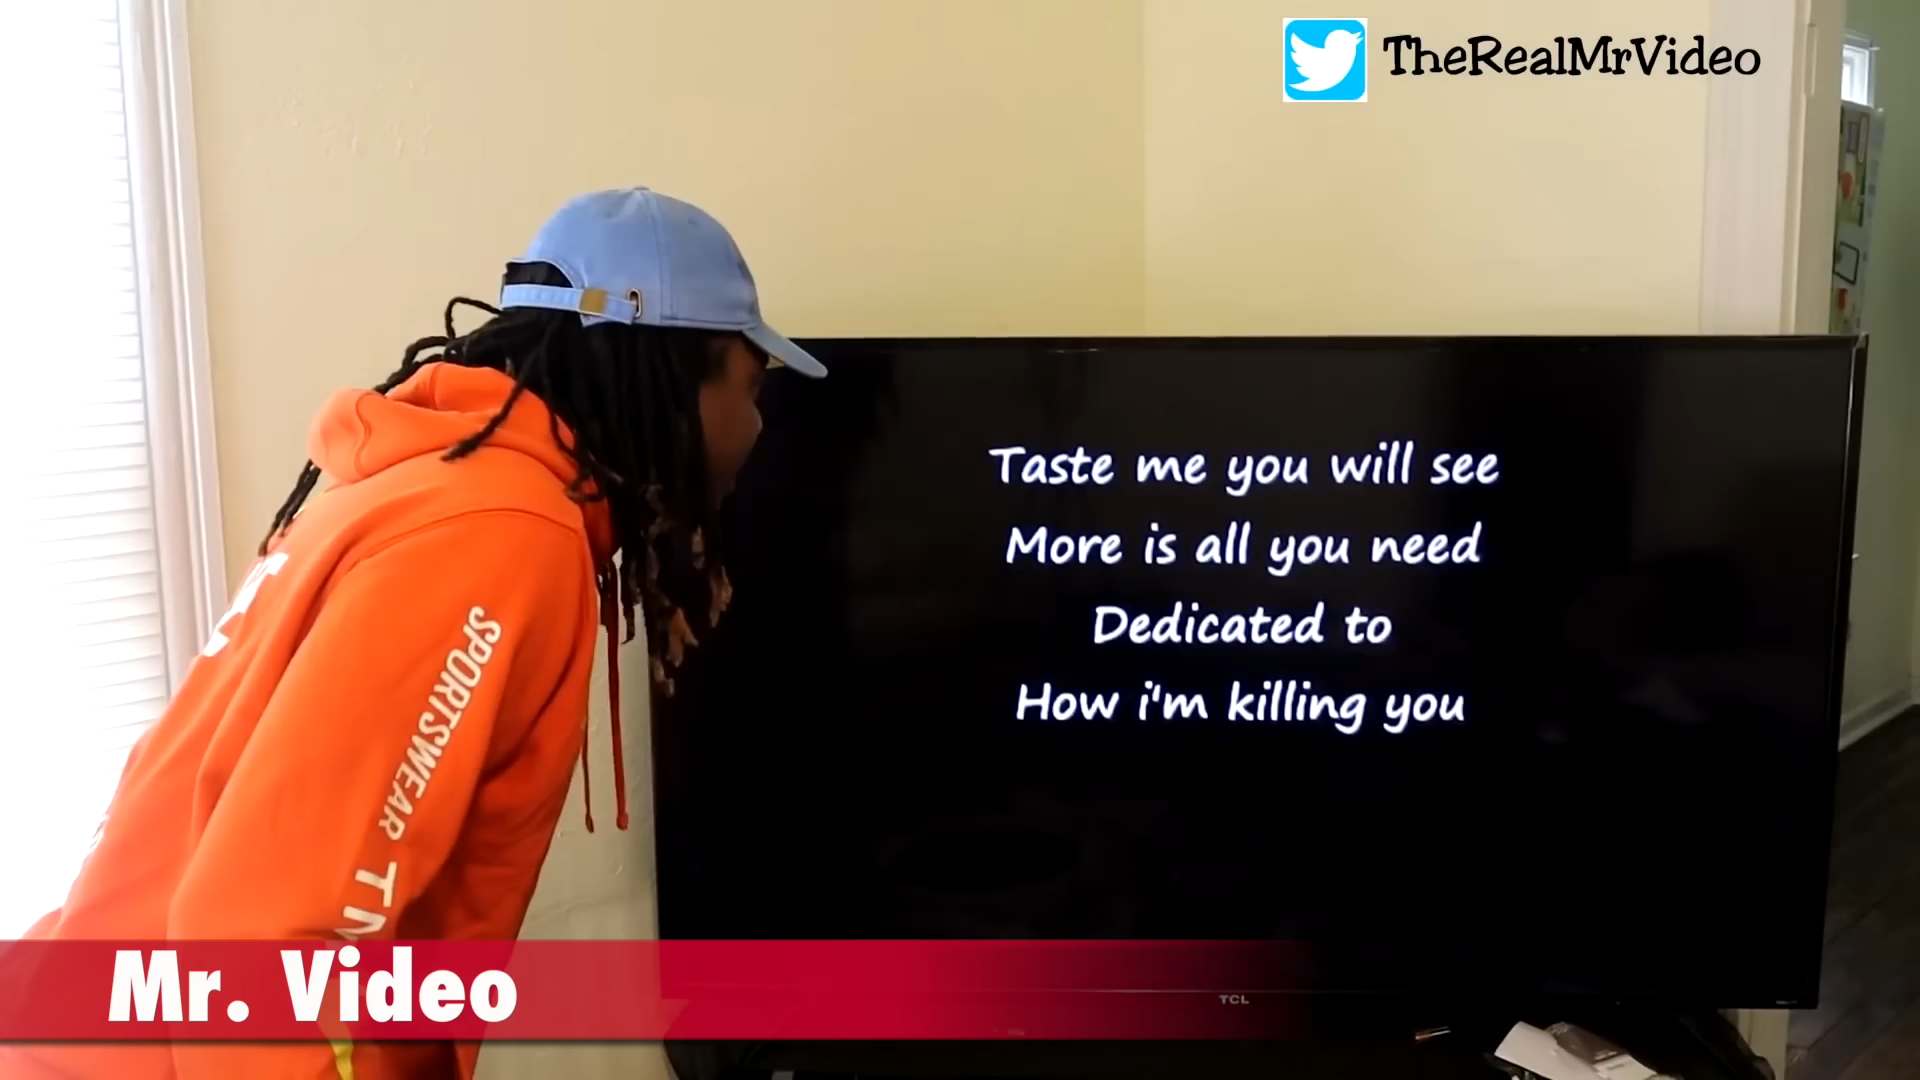 TheRealMrVideo
Taste me you will see
More is all you need
Dedicated to
How i'm killing you
SPORTSWEAR
Mr. Video
TCL